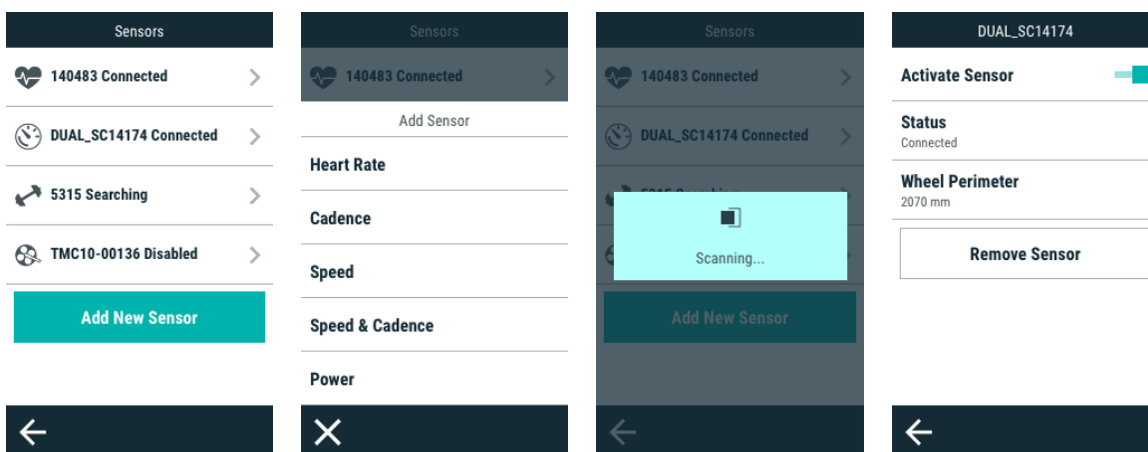 Sensors
140483 Connected
DUAL_SC14174 Connected
5315 Searching
TMC10-00136 Disabled
Add New Sensor
Sensors
140483 Connected
Add Sensor
Heart Rate
Cadence
Speed
Speed & Cadence
Power
Sensors
140483 Connected
DUAL_SC14174 Connected
Scanning...
Add New Sensor
DUAL_SC14174
Activate Sensor
Status
Connected
Wheel Perimeter
2070 mm
Remove Sensor